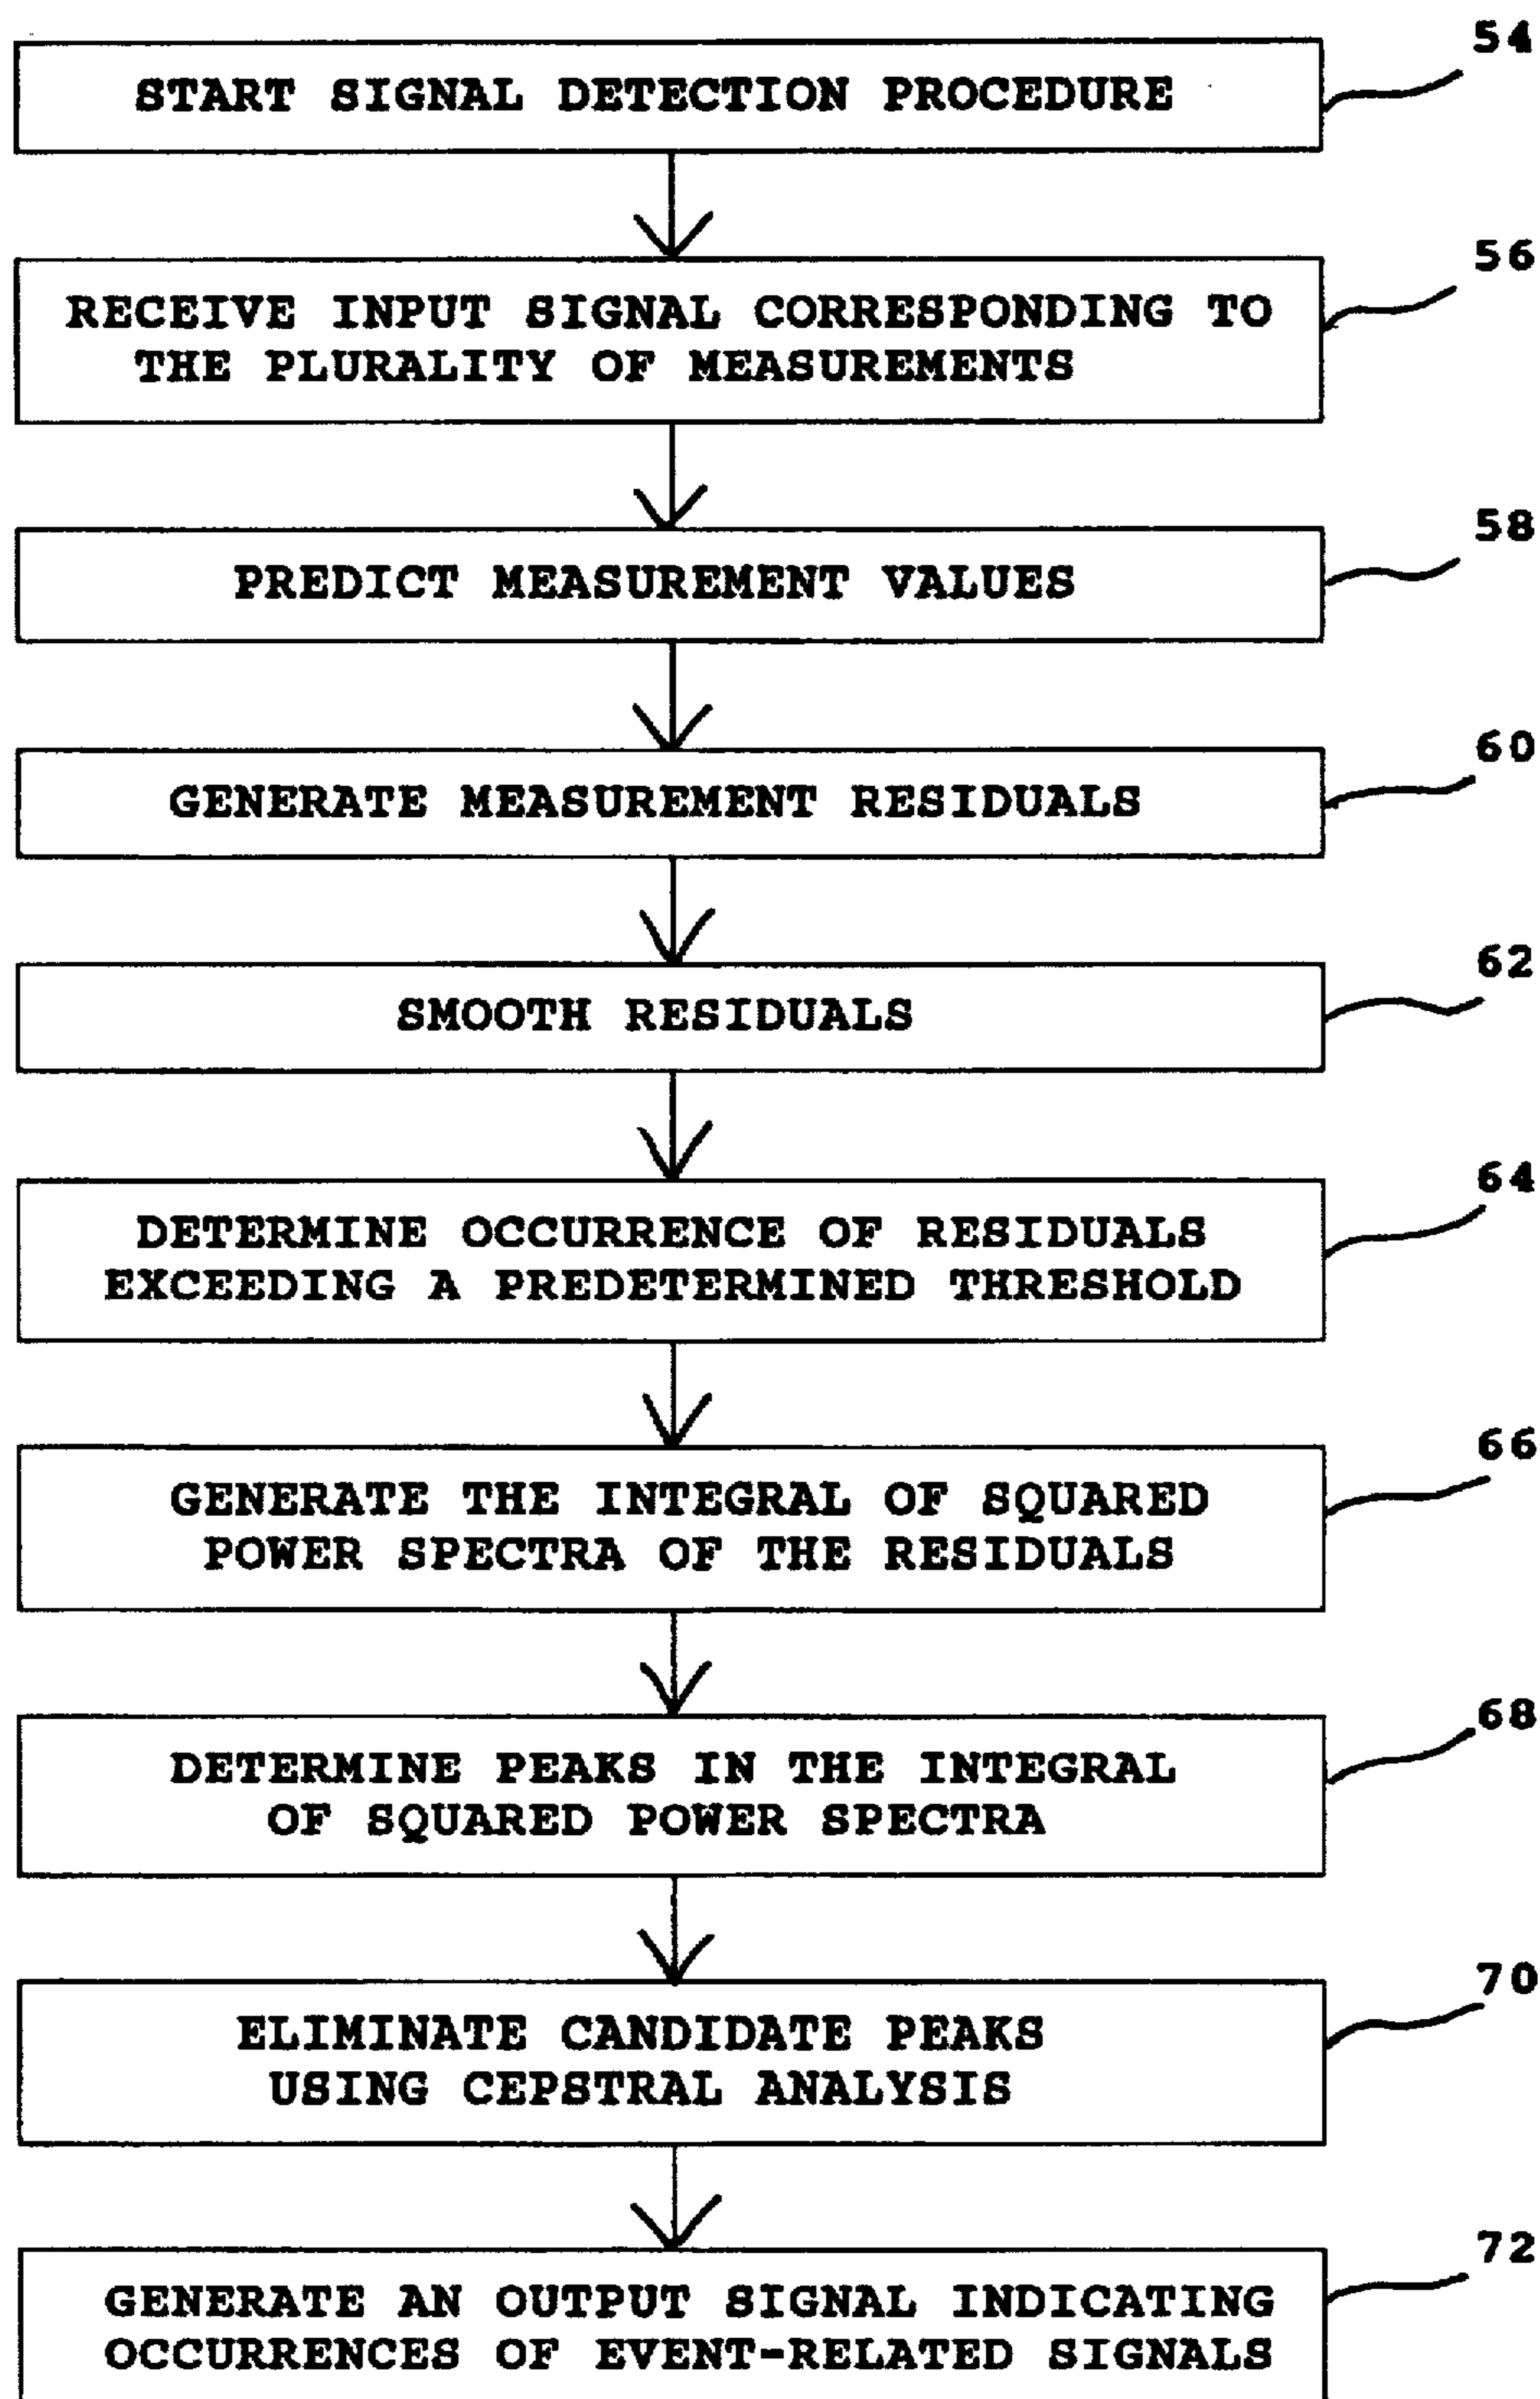 54
START SIGNAL DETECTION PROCEDURE
56
RECEIVE INPUT SIGNAL CORRESPONDING TO
THE PLURALITY OF MEASUREMENTS
58
PREDICT MEASUREMENT VALUES
60
GENERATE MEASUREMENT RESIDUALS
62
SMOOTH RESIDUALS
64
DETERMINE OCCURRENCE OF RESIDUALS
EXCEEDING A PREDETERMINED THRESHOLD
66
GENERATE THE INTEGRAL OF SQUARED
POWER SPECTRA OF THE RESIDUALS
68
DETERMINE PEAKS IN THE INTEGRAL
OF SQUARED POWER SPECTRA
70
ELIMINATE CANDIDATE PEAKS
USING CEPSTRAL ANALYSIS
72
GENERATE AN OUTPUT SIGNAL INDICATING
OCCURRENCES OF EVENT-RELATED SIGNALS